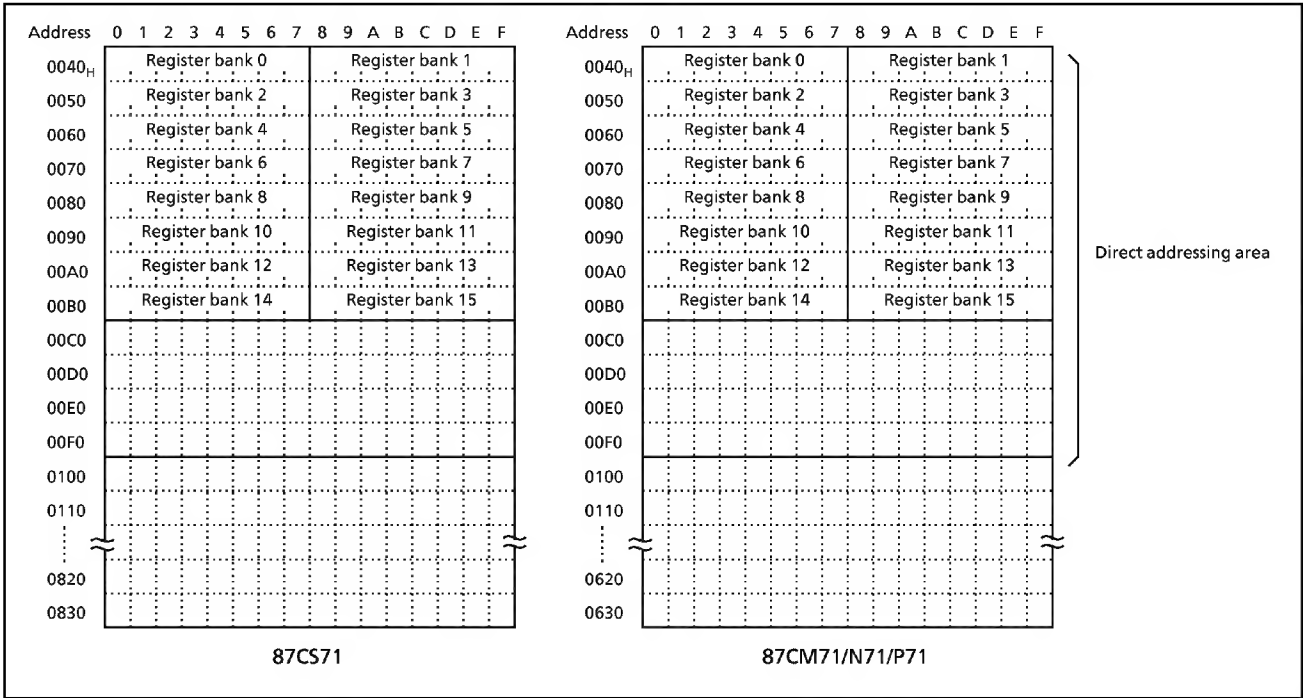 Address 0 1 2 3 4 5 6 7 8 9 A B C D E F
0040H Register bank 0 Register bank 1
0050 Register bank 2 Register bank 3
0060 Register bank 4 Register bank 5
0070 Register bank 6 Register bank 7
0080 Register bank 8 Register bank 9
0090 Register bank 10 Register bank 11
00A0 Register bank 12 Register bank 13
00B0 Register bank 14 Register bank 15
00C0
00D0
00E0
00F0
0100
0110
0820
0830
87CS71
Address 0 1 2 3 4 5 6 7 8 9 A B C D E F
0040H Register bank 0 Register bank 1
0050 Register bank 2 Register bank 3
0060 Register bank 4 Register bank 5
0070 Register bank 6 Register bank 7
0080 Register bank 8 Register bank 9
0090 Register bank 10 Register bank 11
00A0 Register bank 12 Register bank 13
00B0 Register bank 14 Register bank 15
00C0
00D0
00E0
00F0
0100
0110
0620
0630
87CM71/N71/P71
Direct addressing area